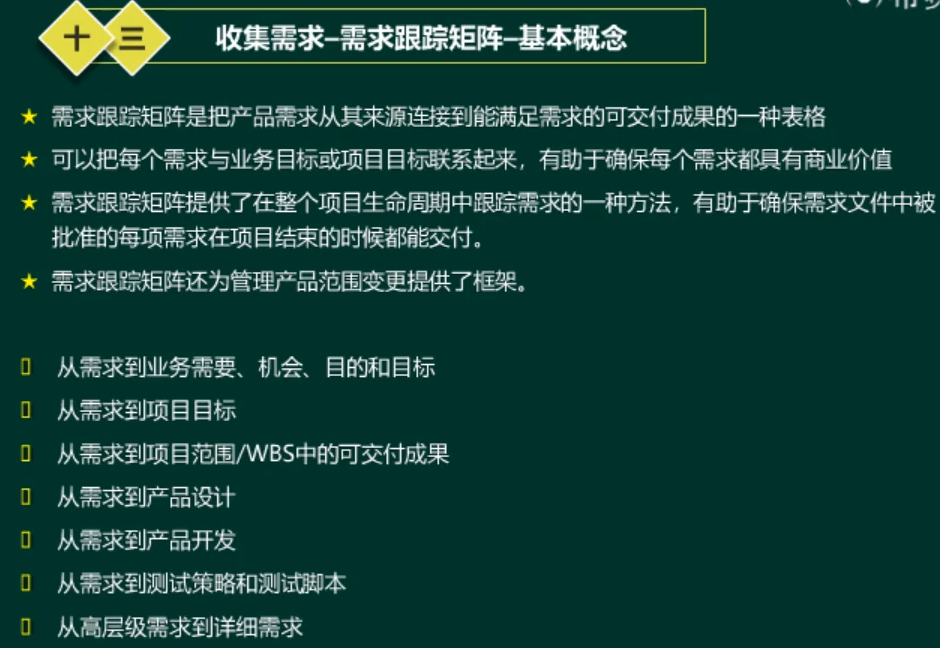 十三 收集需求–需求跟踪矩阵–基本概念
★ 需求跟踪矩阵是把产品需求从其来源连接到能满足需求的可交付成果的一种表格
★ 可以把每个需求与业务目标或项目目标联系起来，有助于确保每个需求都具有商业价值
★ 需求跟踪矩阵提供了在整个项目生命周期中跟踪需求的一种方法，有助于确保需求文件中被
批准的每项需求在项目结束的时候都能交付。
★ 需求跟踪矩阵还为管理产品范围变更提供了框架。
从需求到业务需要、机会、目的和目标
从需求到项目目标
从需求到项目范围/WBS中的可交付成果
从需求到产品设计
从需求到产品开发
从需求到测试策略和测试脚本
从高层级需求到详细需求